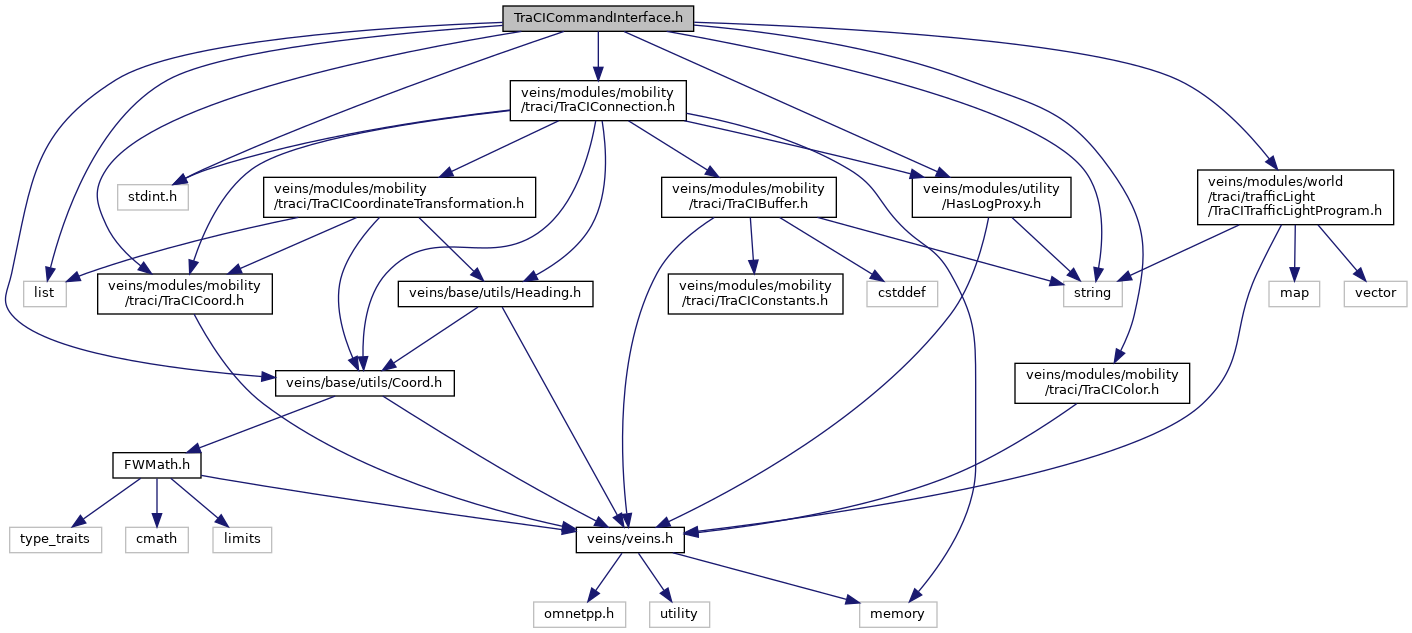 TraCICommandInterface.h
veins/modules/mobility
/traci/TraCIConnection.h
stdint.h
veins/modules/mobility
/traci/TraCICoordinateTransformation.h
veins/modules/mobility
/traci/TraCIBuffer.h
veins/modules/utility
/HasLogProxy.h
veins/modules/world
/traci/trafficLight
/TraCITrafficLightProgram.h
list
veins/modules/mobility
/traci/TraCICoord.h
veins/base/utils/Heading.h
veins/modules/mobility
/traci/TraCIConstants.h
cstddef
string
map
vector
veins/base/utils/Coord.h
veins/modules/mobility
/traci/TraCIColor.h
FWMath.h
type_traits
cmath
limits
veins/veins.h
omnetpp.h
utility
memory